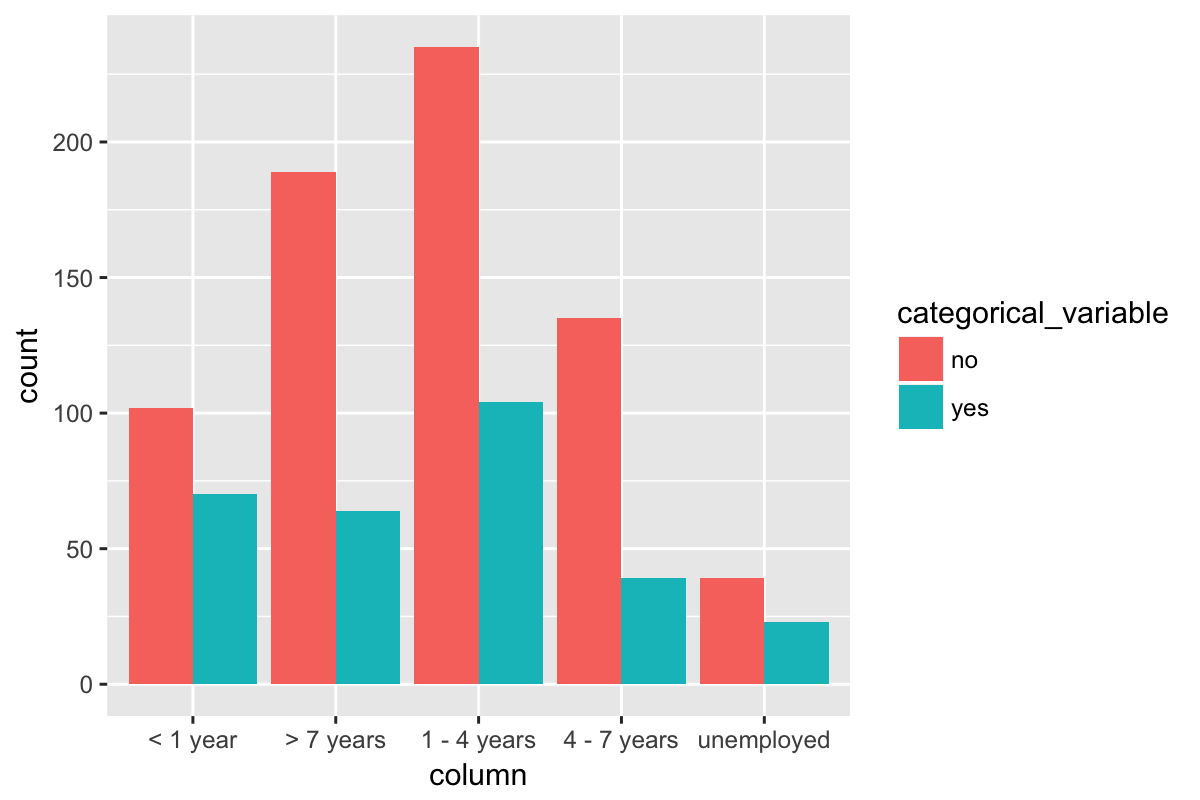 200
150
100
50
0
count
< 1 year
> 7 years
1 - 4 years
4 - 7 years
unemployed
column
categorical_variable
no
yes